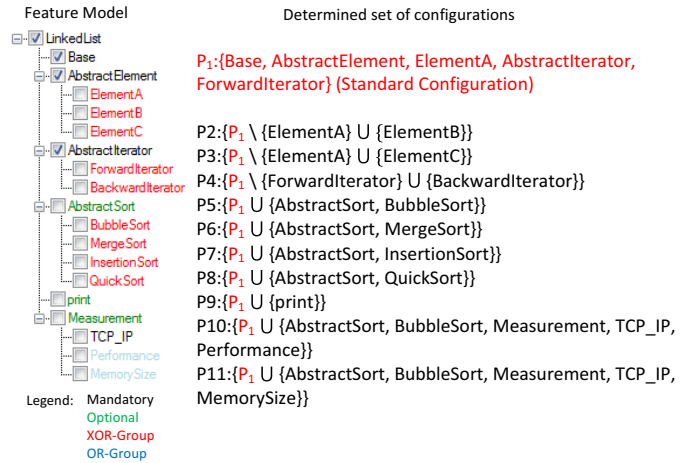 Feature Model
Determined set of configurations
LinkedList
Base
AbstractElement
ElementA
ElementB
ElementC
AbstractIterator
ForwardIterator
BackwardIterator
AbstractSort
BubbleSort
MergeSort
InsertionSort
QuickSort
print
Measurement
TCP_IP
Performance
MemorySize
Legend: Mandatory
Optional
XOR-Group
OR-Group
P1:{Base, AbstractElement, ElementA, AbstractIterator,
ForwardIterator} (Standard Configuration)
P2:{P1 \ {ElementA} ⋃ {ElementB}}
P3:{P1 \ {ElementA} ⋃ {ElementC}}
P4:{P1 \ {ForwardIterator} ⋃ {BackwardIterator}}
P5:{P1 ⋃ {AbstractSort, BubbleSort}}
P6:{P1 ⋃ {AbstractSort, MergeSort}}
P7:{P1 ⋃ {AbstractSort, InsertionSort}}
P8:{P1 ⋃ {AbstractSort, QuickSort}}
P9:{P1 ⋃ {print}}
P10:{P1 ⋃ {AbstractSort, BubbleSort, Measurement, TCP_IP,
Performance}}
P11:{P1 ⋃ {AbstractSort, BubbleSort, Measurement, TCP_IP,
MemorySize}}